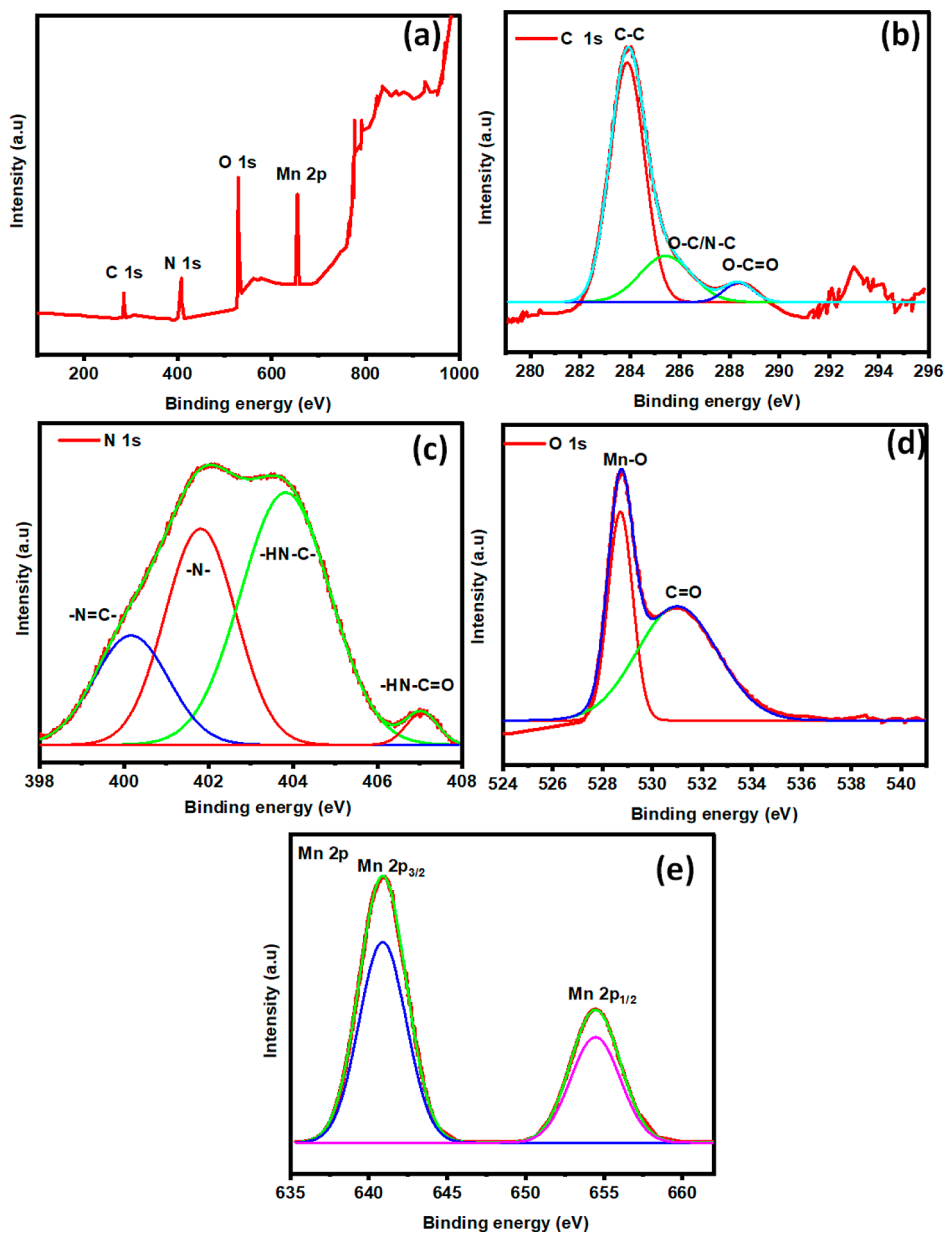 (a)
O 1s
Mn 2p
C 1s
N 1s
Intensity (a.u)
200
400
600
800
1000
Binding energy (eV)
C 1s
C-C
(b)
O-C/N-C
O-C=O
Intensity (a.u)
280
282
284
286
288
290
292
294
296
Binding energy (eV)
N 1s
(c)
-N=C-
-N-
-HN-C-
-HN-C=O
Intensity (a.u)
398
400
402
404
406
408
Binding energy (eV)
O 1s
(d)
Mn-O
C=O
Intensity (a.u)
524
526
528
530
532
534
536
538
540
Binding energy (eV)
Mn 2p
Mn 2p3/2
(e)
Mn 2p1/2
Intensity (a.u)
635
640
645
650
655
660
Binding energy (eV)